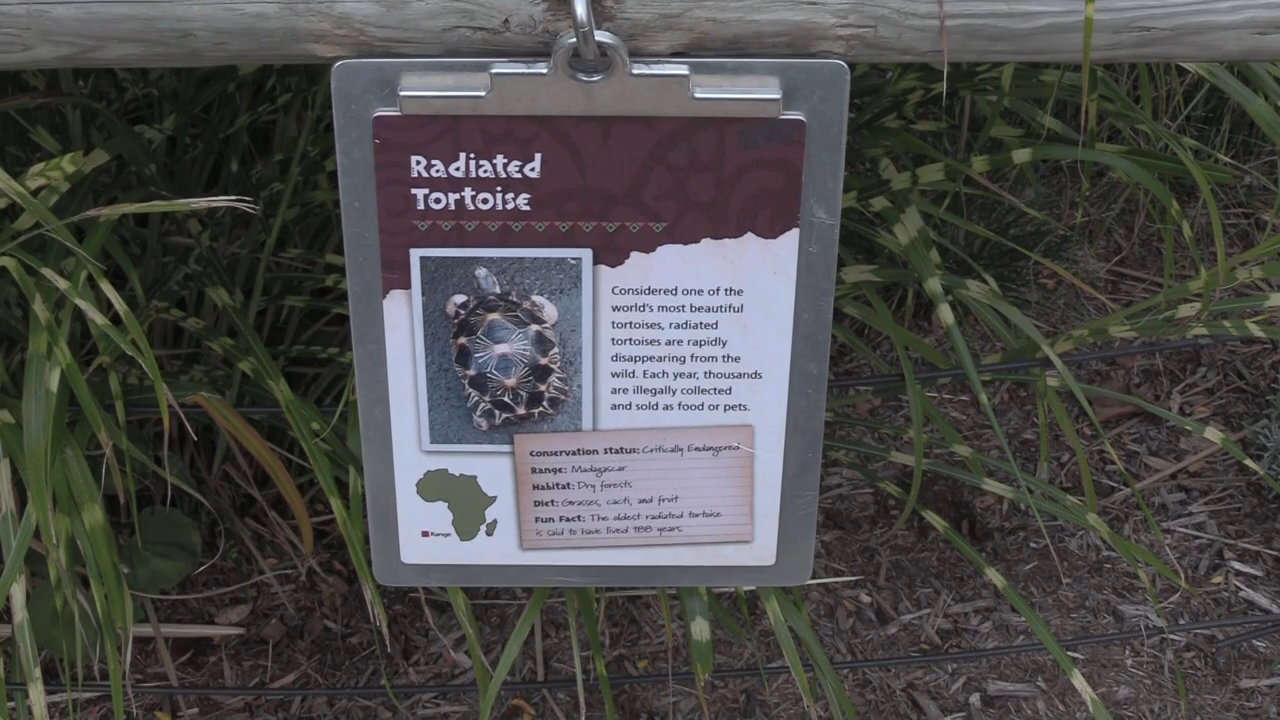 Radiated
Tortoise
Considered one of the
world's most beautiful
tortoises, radiated
tortoises are rapidly
disappearing from the
wild. Each year, thousands
are illegally collected
and sold as food or pets.
Conservation Status: Critically Endangered
Range: Madagascar
Habitat: Dry forests
Diet: Grasses, cacti, and fruit
Fun Fact: The oldest radiated tortoise
is said to have lived 188 years.
Range